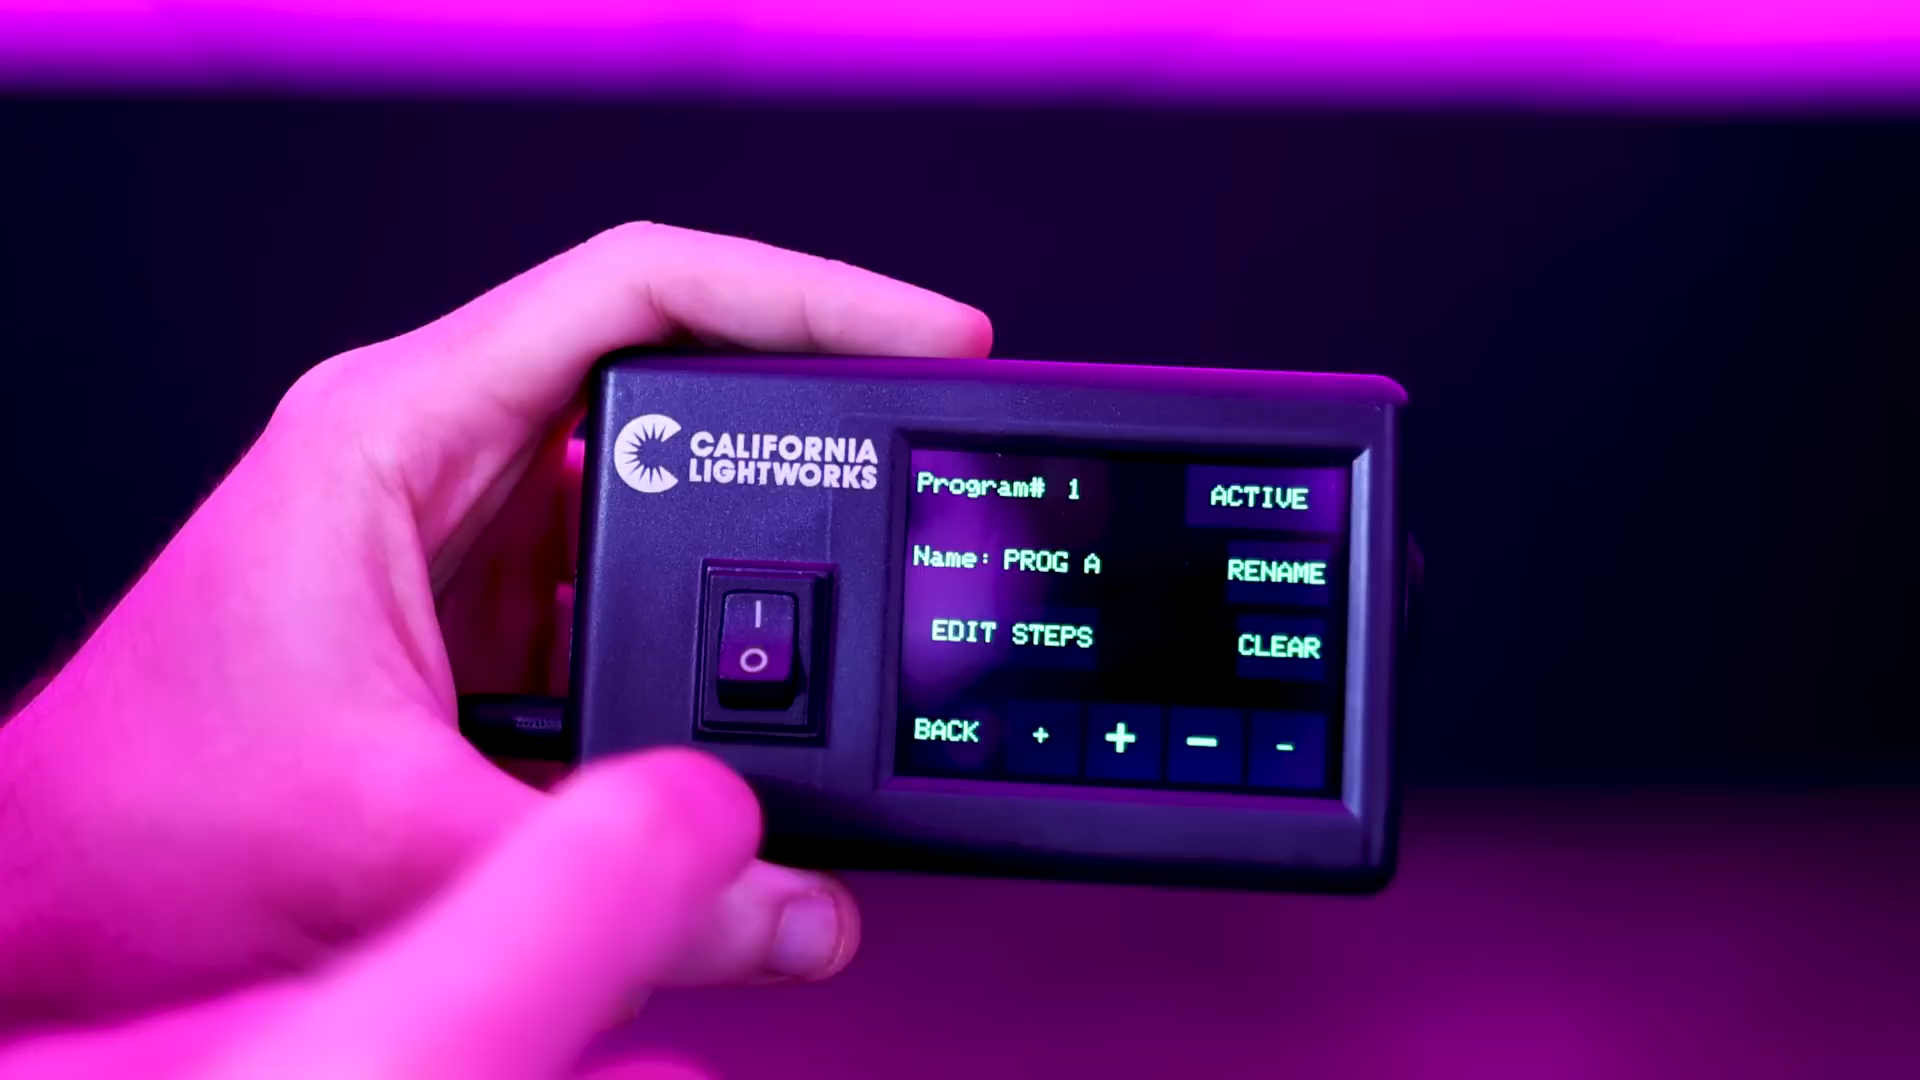 CALIFORNIA
LIGHTWORKS
Program# 1 ACTIVE
Name: PROG A RENAME
EDIT STEPS CLEAR
BACK + + − -
I
O